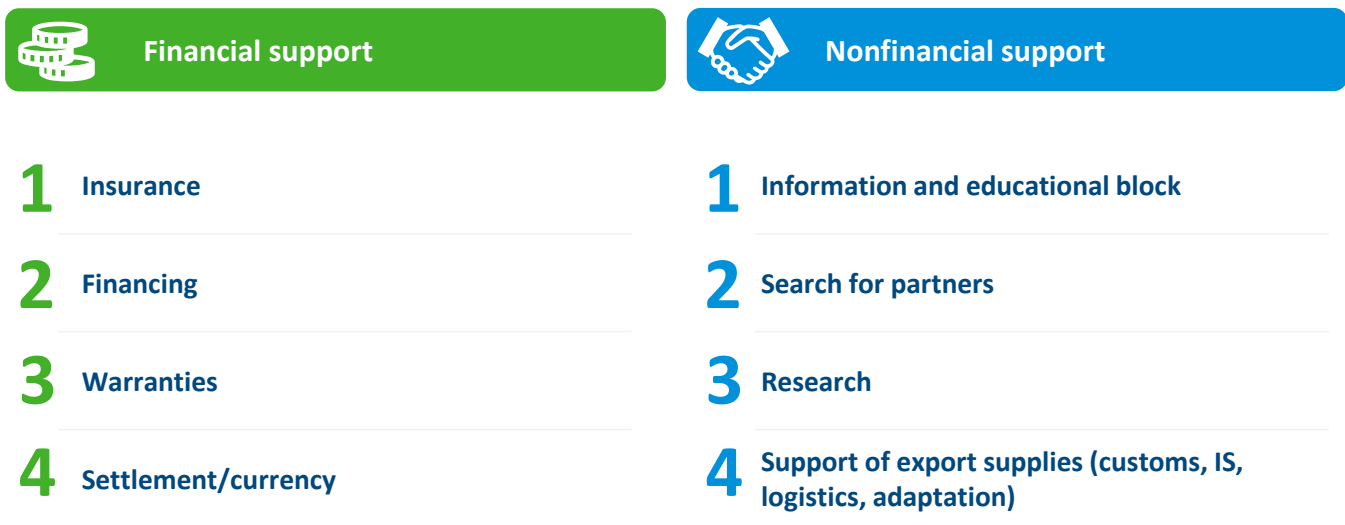 Financial support
1 Insurance
2 Financing
3 Warranties
4 Settlement/currency
Nonfinancial support
1 Information and educational block
2 Search for partners
3 Research
4 Support of export supplies (customs, IS,
logistics, adaptation)